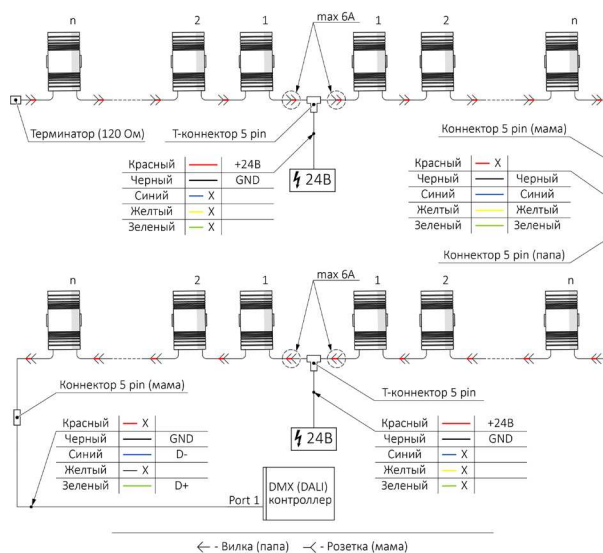 n 2 1 max 6А 1 2 n
Терминатор (120 Ом)
Т-коннектор 5 pin
Коннектор 5 pin (мама)
Красный +24В
Черный GND
Синий X
Желтый X
Зеленый X
24В
Красный X
Черный Черный
Синий Синий
Желтый Желтый
Зеленый Зеленый
Коннектор 5 pin (папа)
n 2 1 max 6А 1 2 n
Коннектор 5 pin (мама)
Т-коннектор 5 pin
Красный X
Черный GND
Синий D-
Желтый X
Зеленый D+
24В
Красный +24В
Черный GND
Синий X
Желтый X
Зеленый X
Port 1
DMX (DALI)
контроллер
- Вилка (папа) - Розетка (мама)